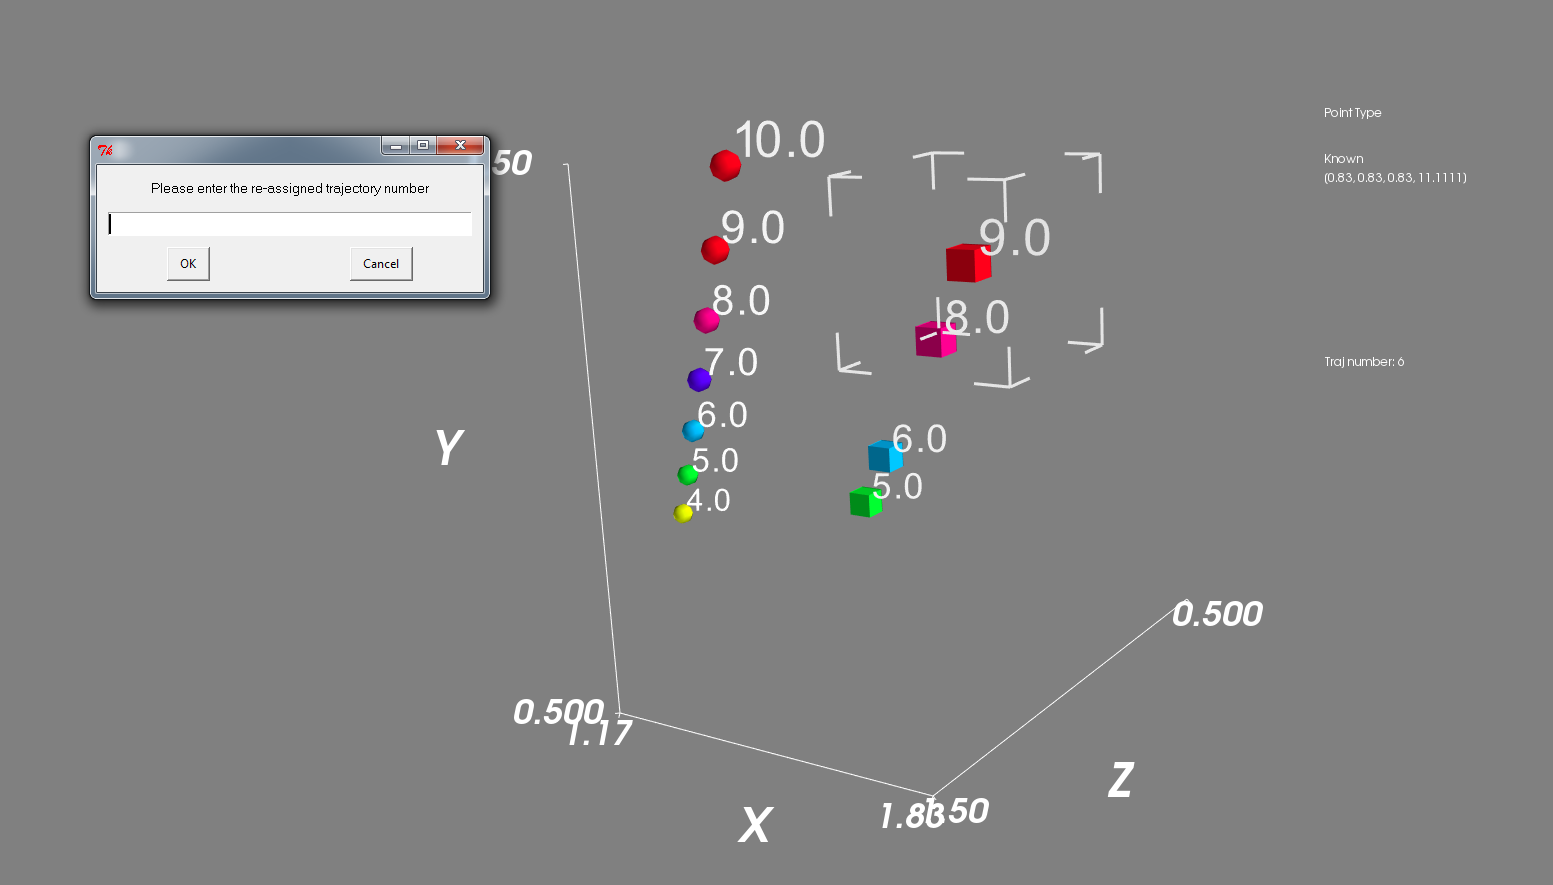 Please enter the re-assigned trajectory number
OK
Cancel
50
10.0
9.0
8.0
7.0
6.0
5.0
4.0
9.0
8.0
6.0
5.0
Point Type
Known
(0.83, 0.83, 0.83, 11.1111)
Traj number: 6
Y
0.500
1.17
X
1.83
1.50
Z
0.500